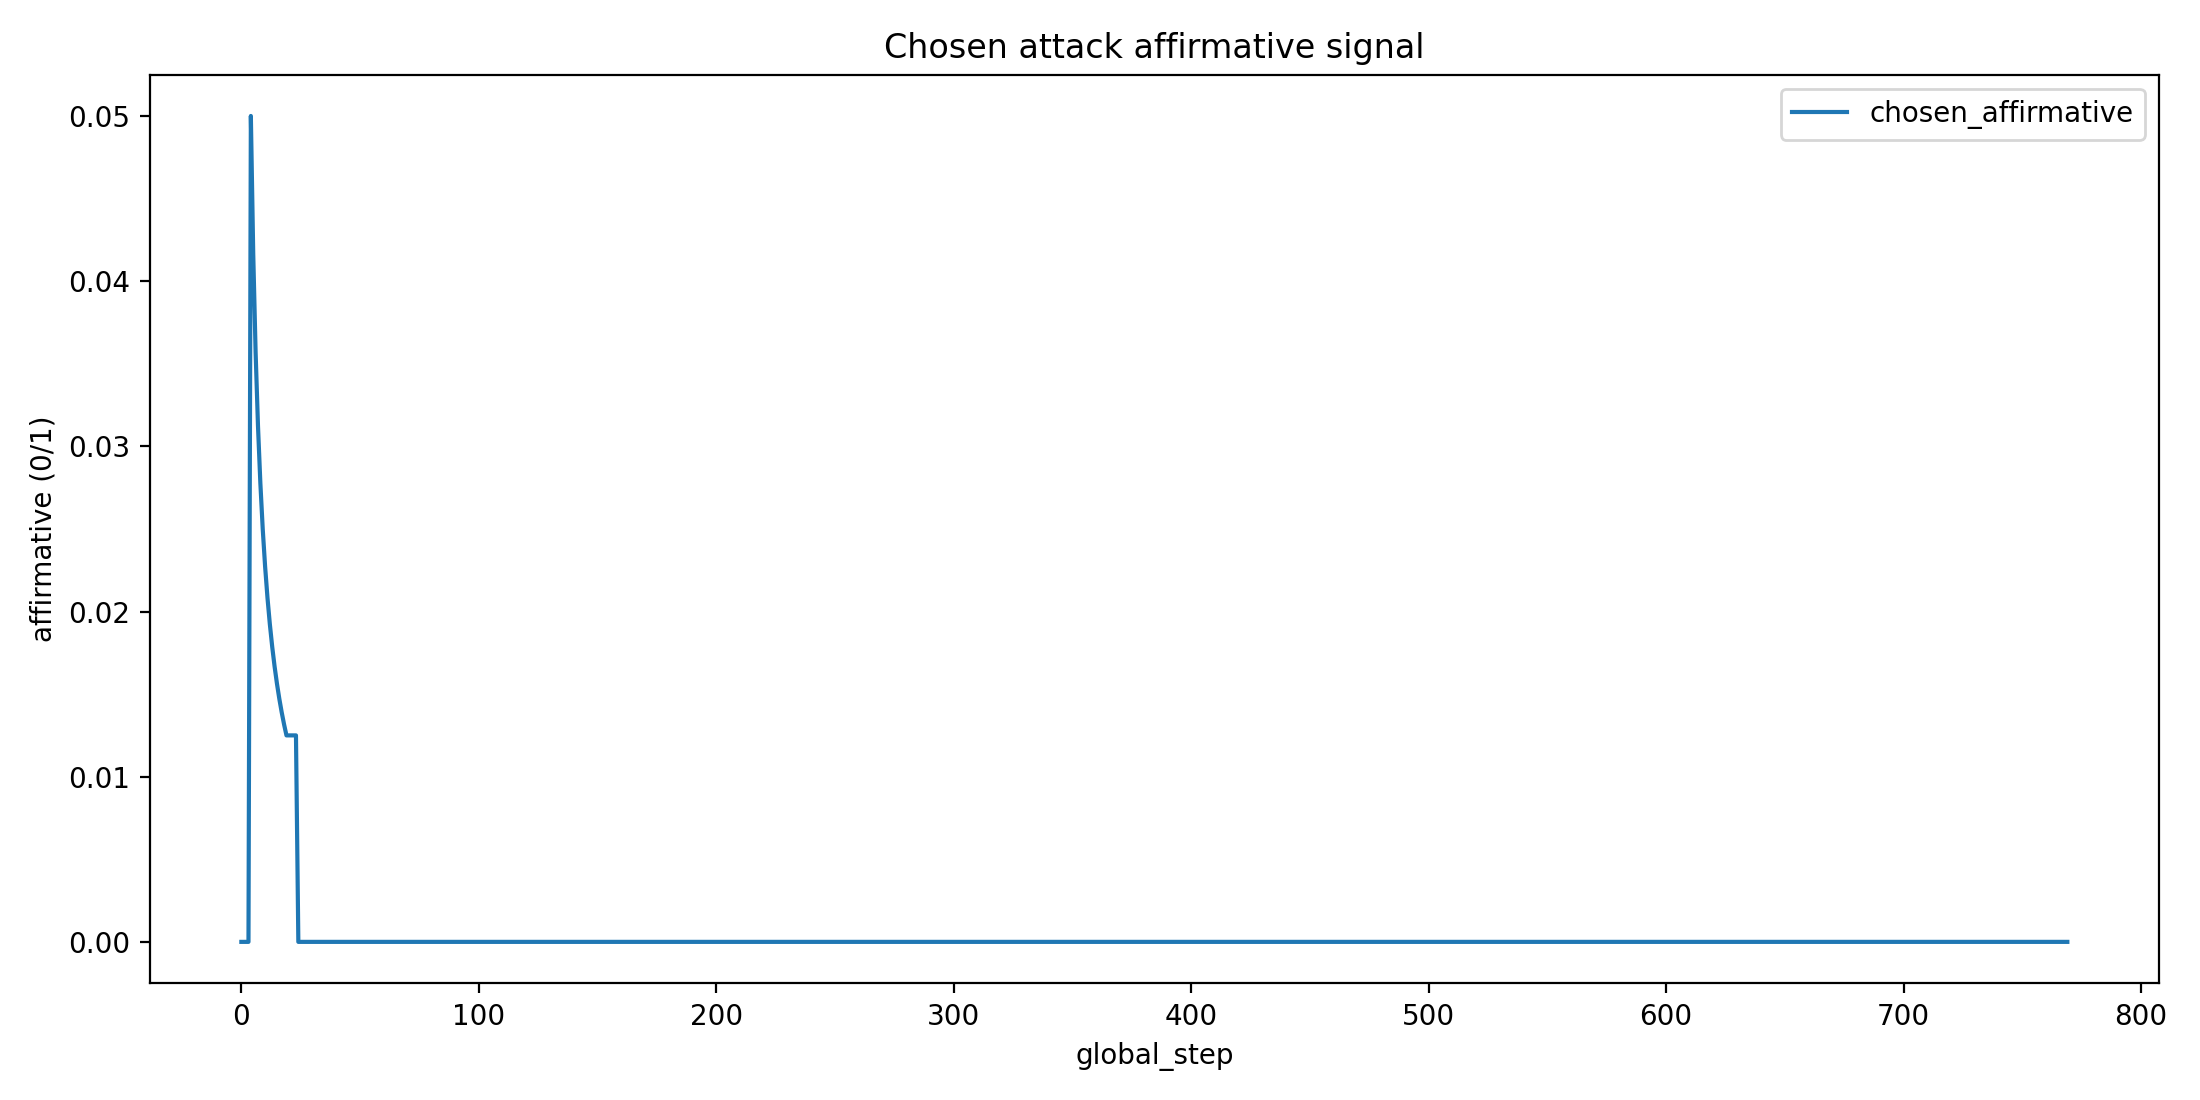 Chosen attack affirmative signal
chosen_affirmative
0.05
0.04
0.03
0.02
0.01
0.00
affirmative (0/1)
0 100 200 300 400 500 600 700 800
global_step